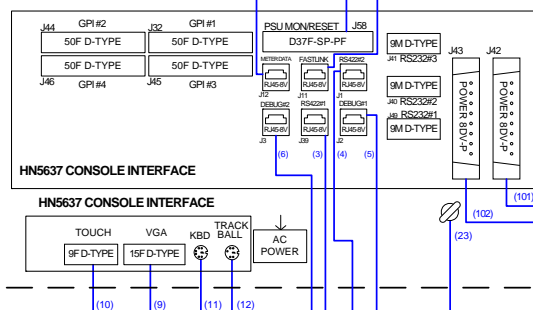 J44 GPI #2 J32 GPI #1 PSU MON/RESET J58
50F D-TYPE 50F D-TYPE D37F-SP-PF 9M D-TYPE J43 J42
J41 RS232#3
METERDATA FASTLINK RS422#2
50F D-TYPE 50F D-TYPE
RJ45-8V RJ45-8V RJ45-8V 9M D-TYPE
J46 GPI #4 J45 GPI #3 J12 J11 J1
J40 RS232#2
DEBUG#2 RS422#1 DEBUG#1 J49 RS232#1
POWER 8DV-P POWER 8DV-P
RJ45-8V RJ45-8V RJ45-8V 9M D-TYPE
J3 J39 J2
(6) (3) (4) (5)
HN5637 CONSOLE INTERFACE
(101)
HN5637 CONSOLE INTERFACE
(102)
TOUCH VGA KBD TRACK
BALL
(23)
9F D-TYPE 15F D-TYPE AC
POWER
(10) (9) (11) (12)